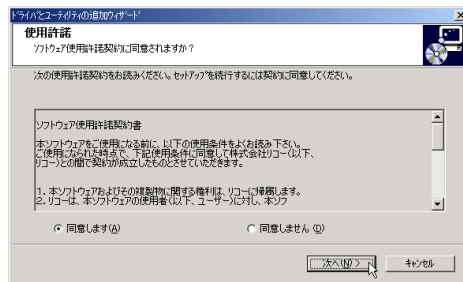 ドライバとユーティリティの追加ウィザード
使用許諾
ソフトウェア使用許諾契約に同意されますか?
次の使用許諾契約をお読みください。セットアップを続行するには契約に同意してください。
ソフトウェア使用許諾契約書
本ソフトウェアをご使用になる前に、以下の使用条件をよくお読み下さい。
ご使用になられた時点で、下記使用条件に同意して株式会社リコー(以下、
リコー)との間で契約が成立したものとさせていただきます。
1. 本ソフトウェアおよびその複製物に関する権利は、リコーに帰属します。
2. リコーは、本ソフトウェアの使用者(以下、ユーザー)に対し、本ソフ
同意します(A)
同意しません(D)
次へ(N) >
キャンセル